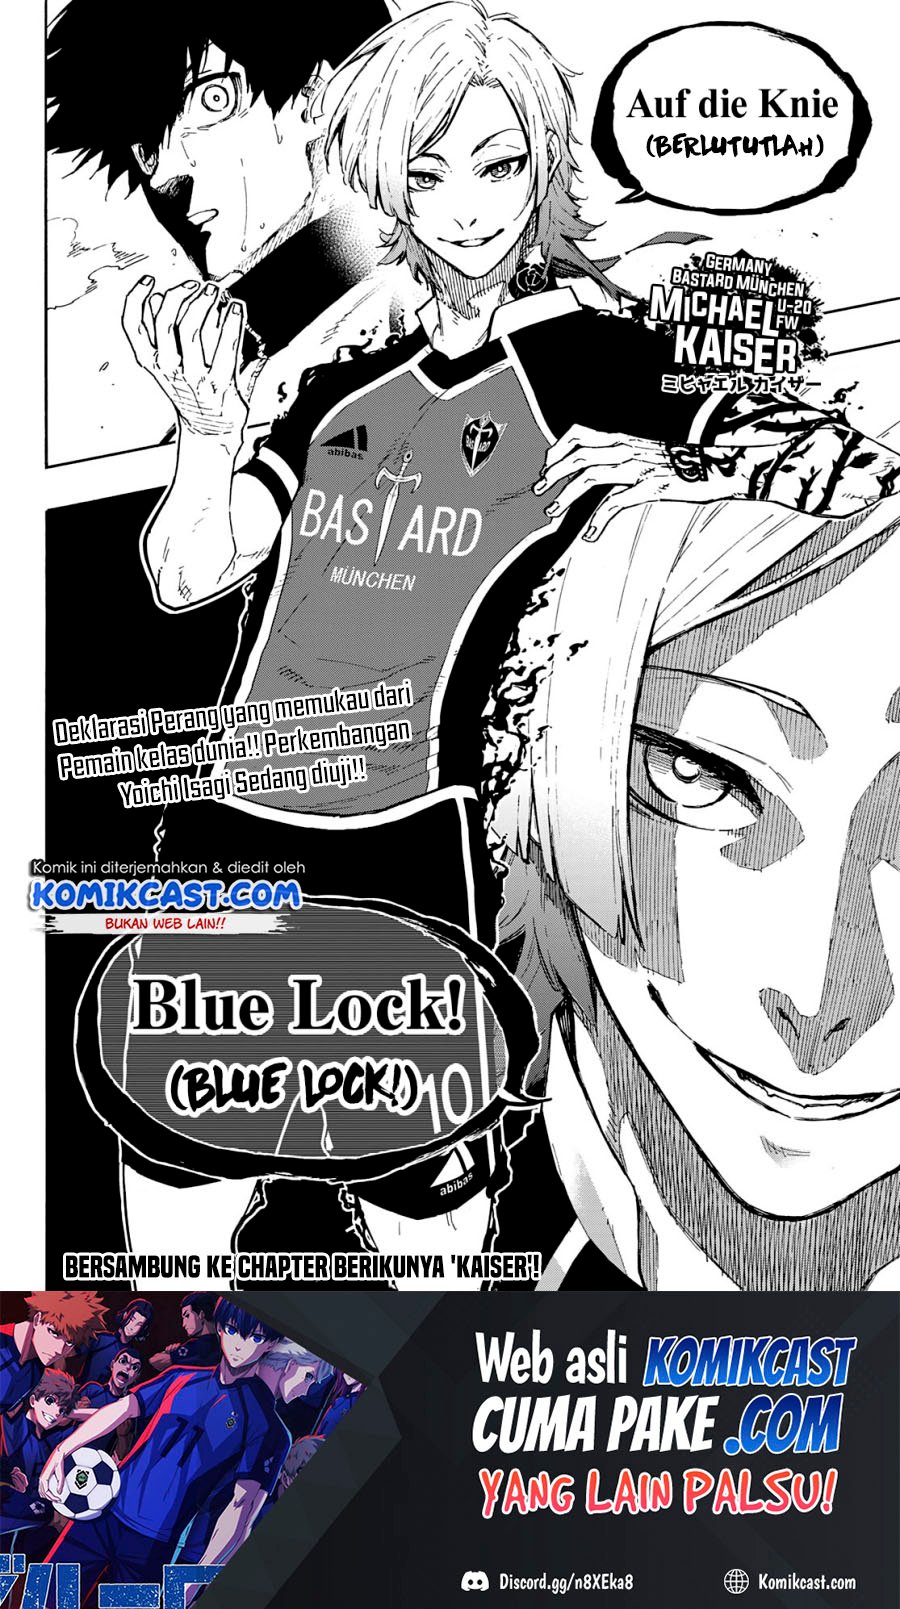 Auf die Knie
(BERLUTUTLAH)
GERMANY
BASTARD MÜNCHEN
U-20
MICHAEL
FW
KAISER
ミヒャエル カイザー
abibas
BASTARD
BASTARD
MÜNCHEN
Deklarasi Perang yang memukau dari
Pemain kelas dunia!! Perkembangan
Yoichi Isagi Sedang diuji!!
Komik ini diterjemahkan & diedit oleh
KOMIKCAST.COM
BUKAN WEB LAIN!!
Blue Lock!
(BLUE LOCK!)
10
abibas
BERSAMBUNG KE CHAPTER BERIKUNYA 'KAISER'!
Web asli KOMIKCAST
CUMA PAKE .COM
YANG LAIN PALSU!
Discord.gg/n8XEka8
Komikcast.com